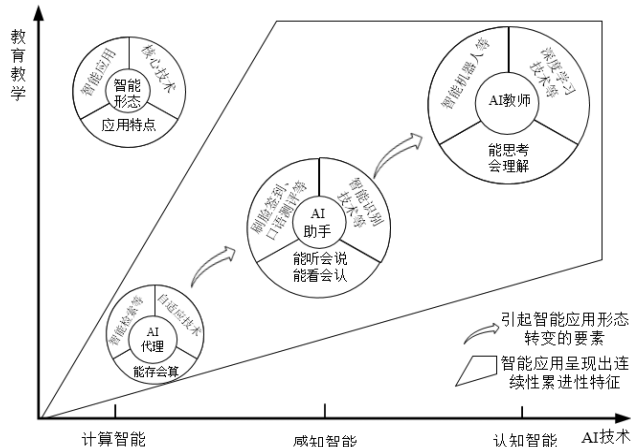 教
育
教
学
智能应用
核心技术
智能
形态
应用特点
智能机器人等
深度学习
技术等
AI教师
能思考
会理解
刷脸签到、
口语测评等
智能识别
技术等
AI
助手
能听会说
能看会认
智能检索等
自适应技术
AI
代理
能存会算
引起智能应用形态
转变的要素
智能应用呈现出连
续性累进性特征
计算智能
感知智能
认知智能
AI技术